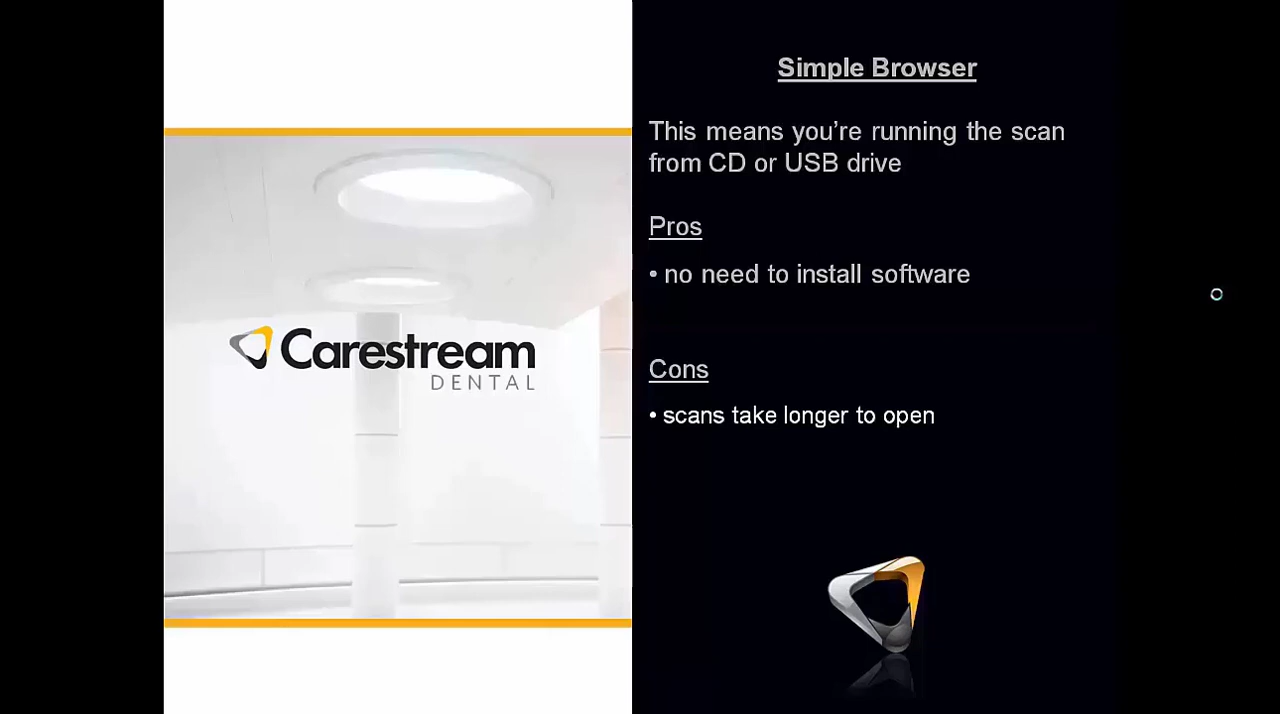 Carestream
DENTAL
Simple Browser
This means you’re running the scan
from CD or USB drive
Pros
• no need to install software
Cons
• scans take longer to open